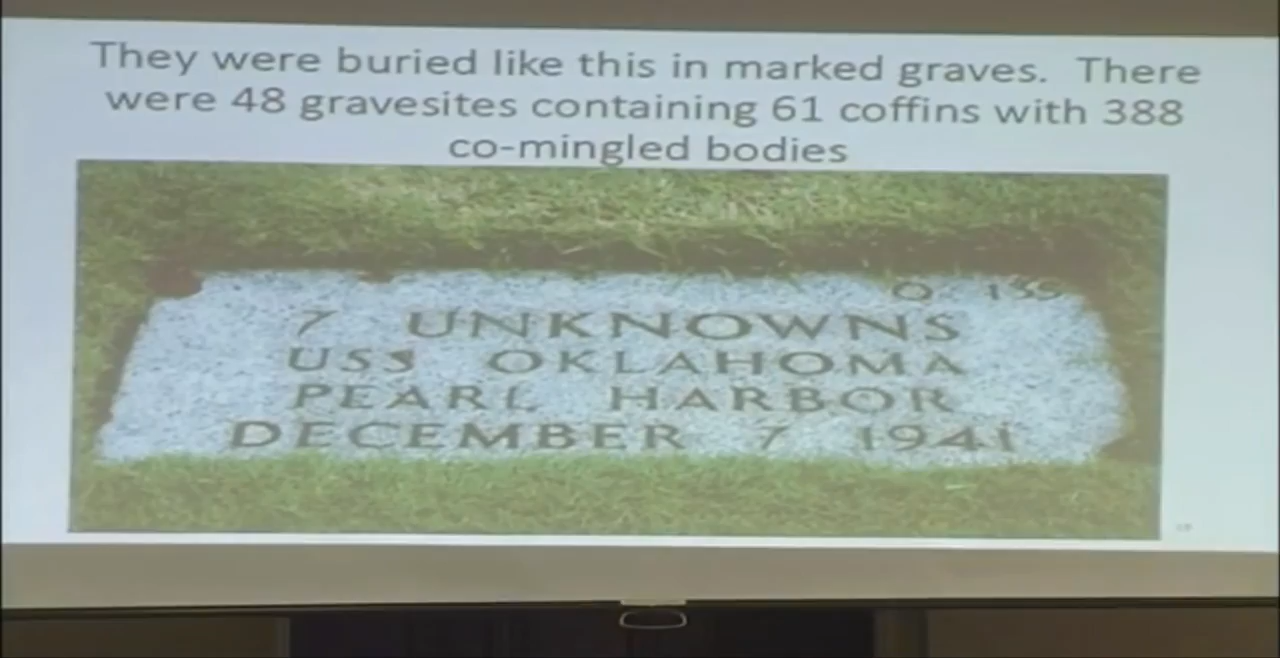 They were buried like this in marked graves. There
were 48 gravesites containing 61 coffins with 388
co-mingled bodies
7 UNKNOWNS
USS OKLAHOMA
PEARL HARBOR
DECEMBER 7 1941